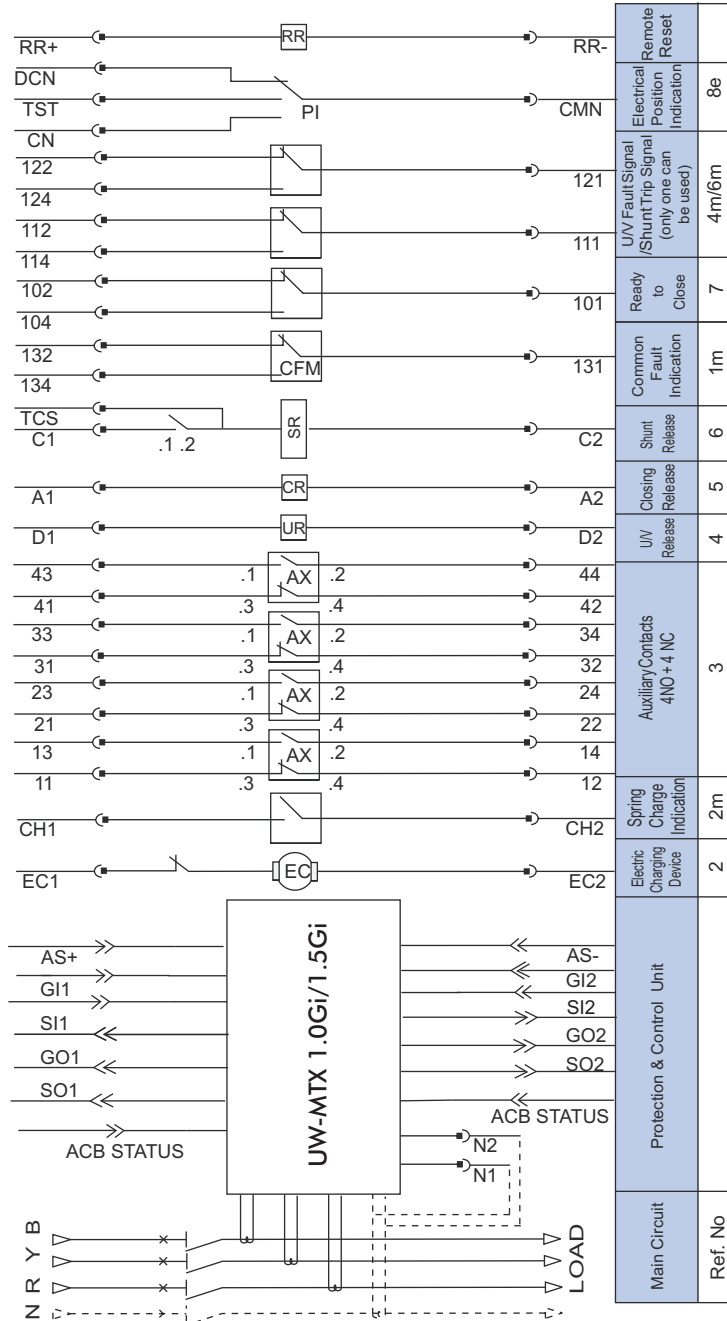 RR+ RR RR- Remote Reset
DCN
TST PI CMN Electrical Position Indication 8e
CN
122 121 U/V Fault Signal /Shunt Trip Signal (only one can be used) 4m/6m
124
112 111
114
102 101 Ready to Close 7
104
132 CFM 131 Common Fault Indication 1m
134
TCS
C1 .1 .2 SR C2 Shunt Release 6
A1 CR A2 Closing Release 5
D1 UR D2 U/V Release 4
43 .1 AX .2 44
41 .3 .4 42
33 .1 AX .2 34
31 .3 .4 32
Auxiliary Contacts 4NO + 4 NC 3
23 .1 AX .2 24
21 .3 .4 22
13 .1 AX .2 14
11 .3 .4 12
CH1 CH2 Spring Charge Indication 2m
EC1 EC EC2 Electric Charging Device 2
UW-MTX 1.0Gi/1.5Gi
AS+ AS-
GI1 GI2
SI1 SI2
GO1 GO2
SO1 SO2
Protection & Control Unit
ACB STATUS ACB STATUS
N2
N1
B
Y
R
N
LOAD
Main Circuit
Ref. No